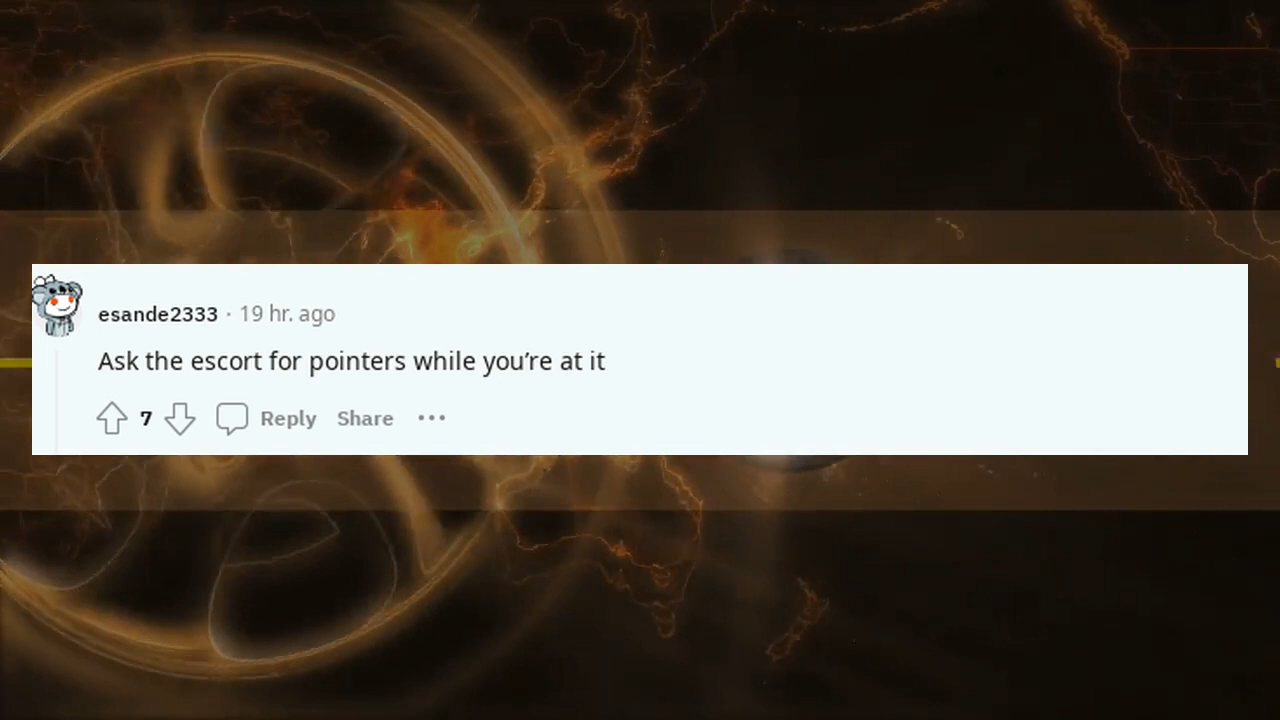 esande2333 · 19 hr. ago
Ask the escort for pointers while you’re at it
7 Reply Share •••